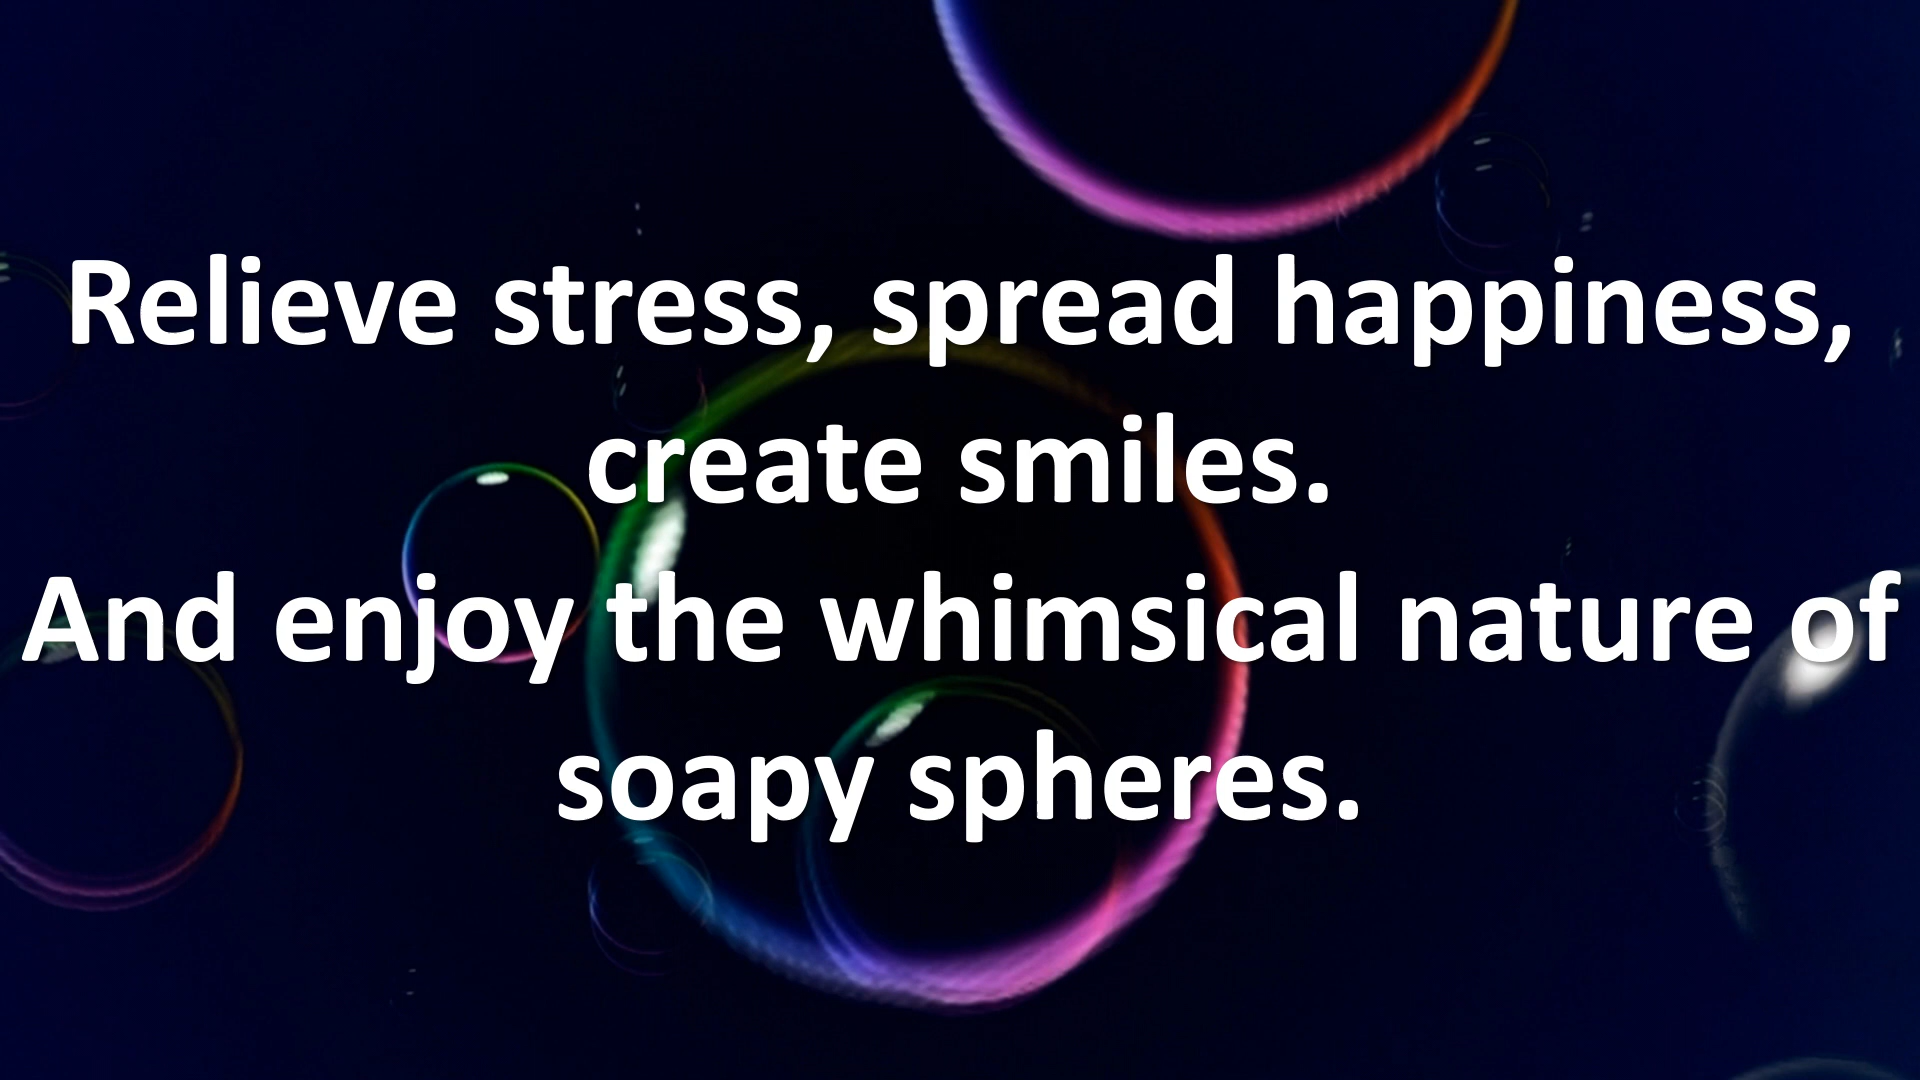 Relieve stress, spread happiness,
create smiles.
And enjoy the whimsical nature of
soapy spheres.